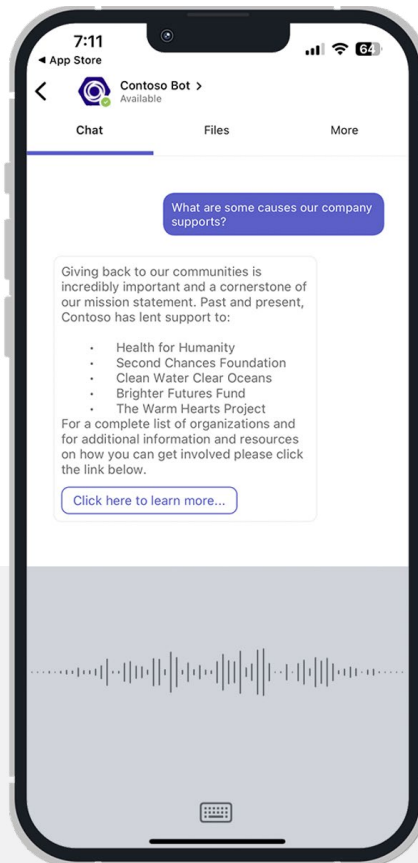 7:11
64
◀ App Store
Contoso Bot >
Available
Chat Files More
What are some causes our company
supports?
Giving back to our communities is
incredibly important and a cornerstone of
our mission statement. Past and present,
Contoso has lent support to:
• Health for Humanity
• Second Chances Foundation
• Clean Water Clear Oceans
• Brighter Futures Fund
• The Warm Hearts Project
For a complete list of organizations and
for additional information and resources
on how you can get involved please click
the link below.
Click here to learn more...